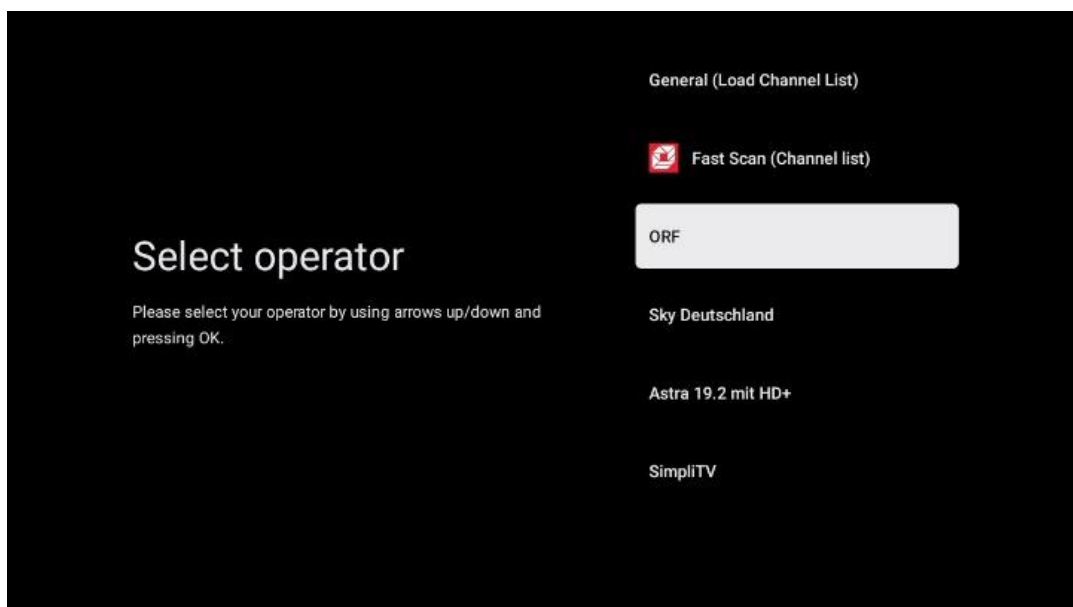 Select operator
Please select your operator by using arrows up/down and
pressing OK.
General (Load Channel List)
Fast Scan (Channel list)
ORF
Sky Deutschland
Astra 19.2 mit HD+
SimpliTV